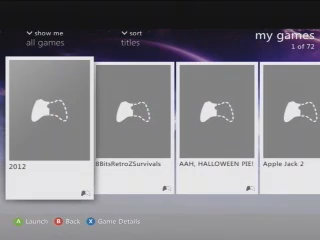 show me
sort
my games
all games
titles
1 of 72
2012
8BitsRetroZSurvivals
AAH, HALLOWEEN PIE!
Apple Jack 2
A Launch B Back X Game Details